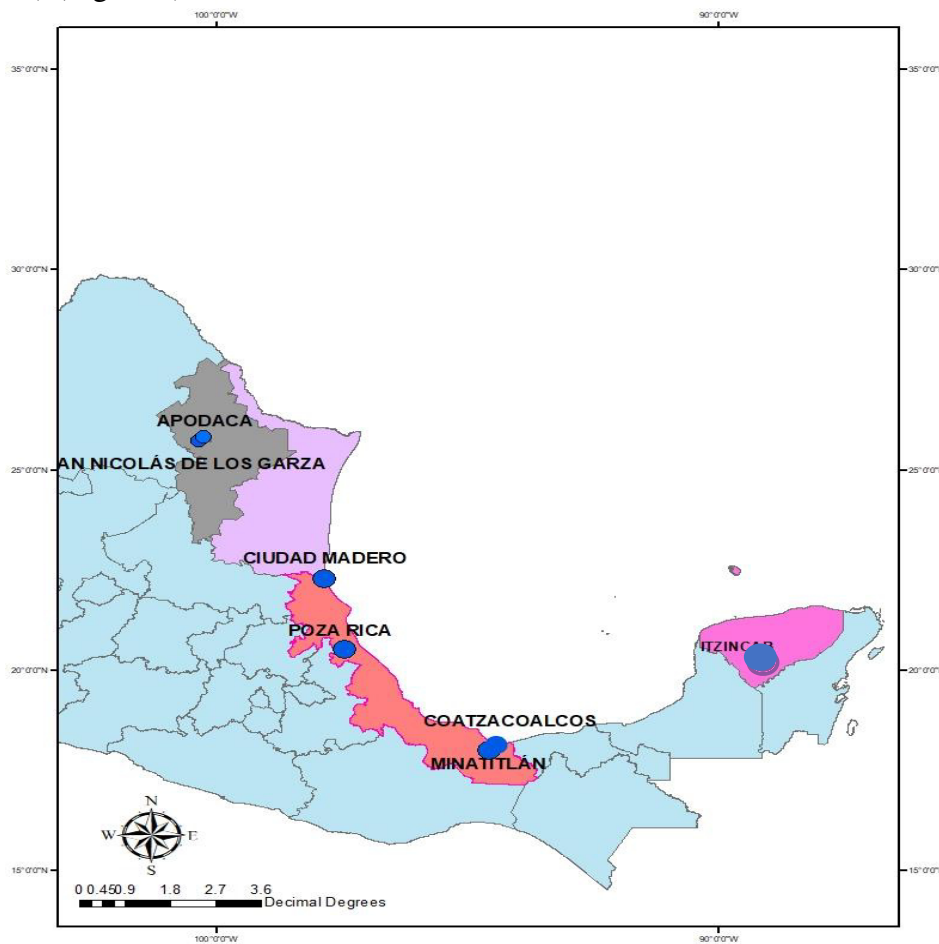 100°0'0"W 90°0'0"W
35°0'0"N 35°0'0"N
30°0'0"N 30°0'0"N
APODACA
AN NICOLÁS DE LOS GARZA
25°0'0"N 25°0'0"N
CIUDAD MADERO
POZA RICA
ITZINCAB
20°0'0"N 20°0'0"N
COATZACOALCOS
MINATITLÁN
N
W E
S
15°0'0"N 15°0'0"N
0 0.450.9 1.8 2.7 3.6
Decimal Degrees
100°0'0"W 90°0'0"W